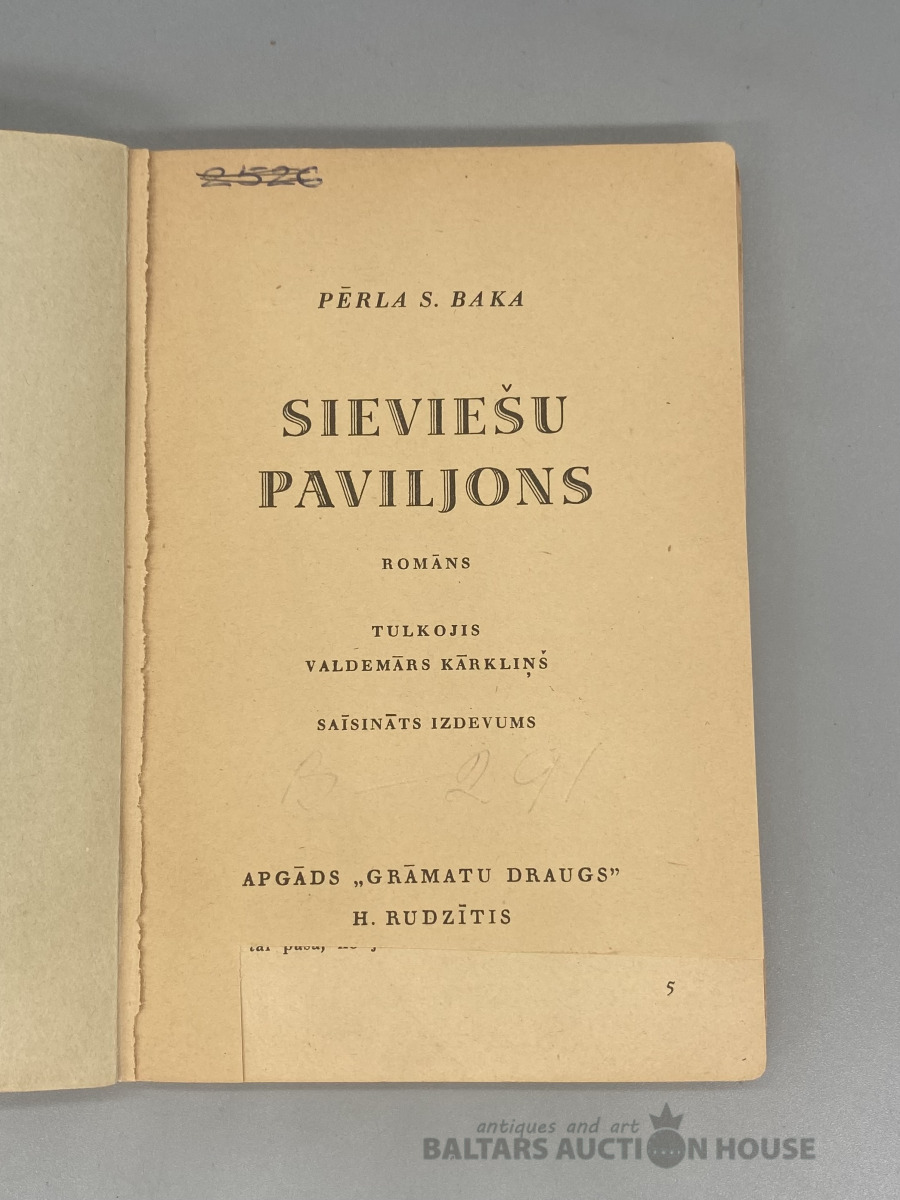 2526
PĒRLA S. BAKA
SIEVIEŠU
PAVILJONS
ROMĀNS
TULKOJIS
VALDEMĀRS KĀRKLIŅŠ
SAĪSINĀTS IZDEVUMS
B — 291
APGĀDS „GRĀMATU DRAUGS”
H. RUDZĪTIS
5
antiques and art
BALTARS AUCTION HOUSE